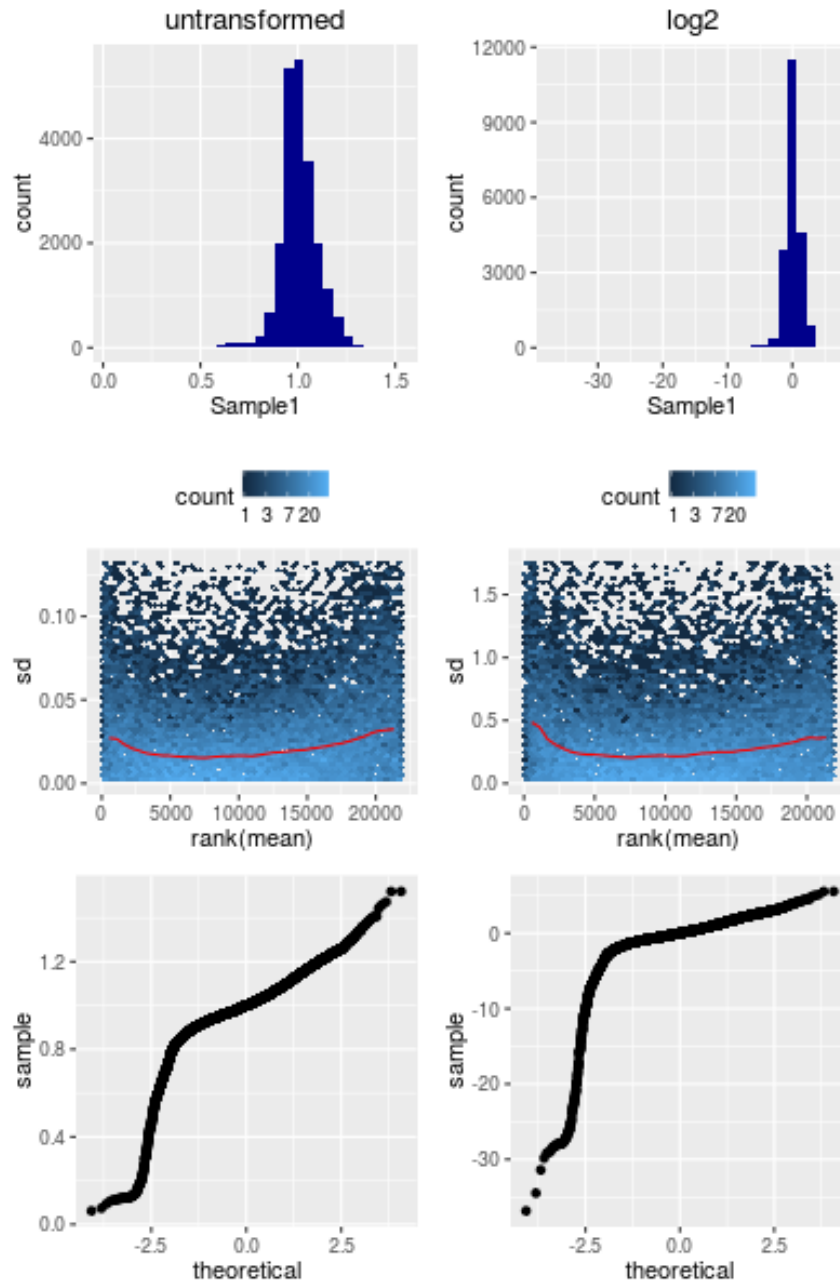 untransformed
log2
count
4000
2000
0
0.0 0.5 1.0 1.5
Sample1
count
12000
9000
6000
3000
0
-30 -20 -10 0
Sample1
count
1 3 7 20
count
1 3 7 20
sd
0.10
0.05
0.00
0 5000 10000 15000 20000
rank(mean)
sd
1.5
1.0
0.5
0.0
0 5000 10000 15000 20000
rank(mean)
sample
1.2
0.8
0.4
0.0
-2.5 0.0 2.5
theoretical
sample
0
-10
-20
-30
-2.5 0.0 2.5
theoretical